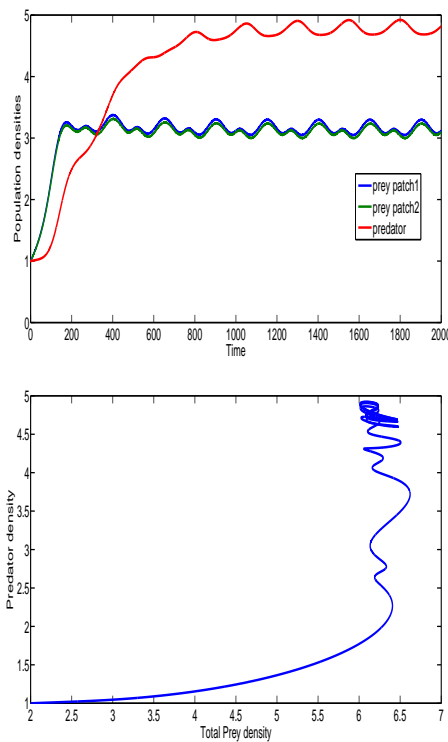 5
4
3
2
1
0
Population densities
prey patch1
prey patch2
predator
0 200 400 600 800 1000 1200 1400 1600 1800 2000
Time
5
4.5
4
3.5
3
2.5
2
1.5
1
Predator density
2 2.5 3 3.5 4 4.5 5 5.5 6 6.5 7
Total Prey density